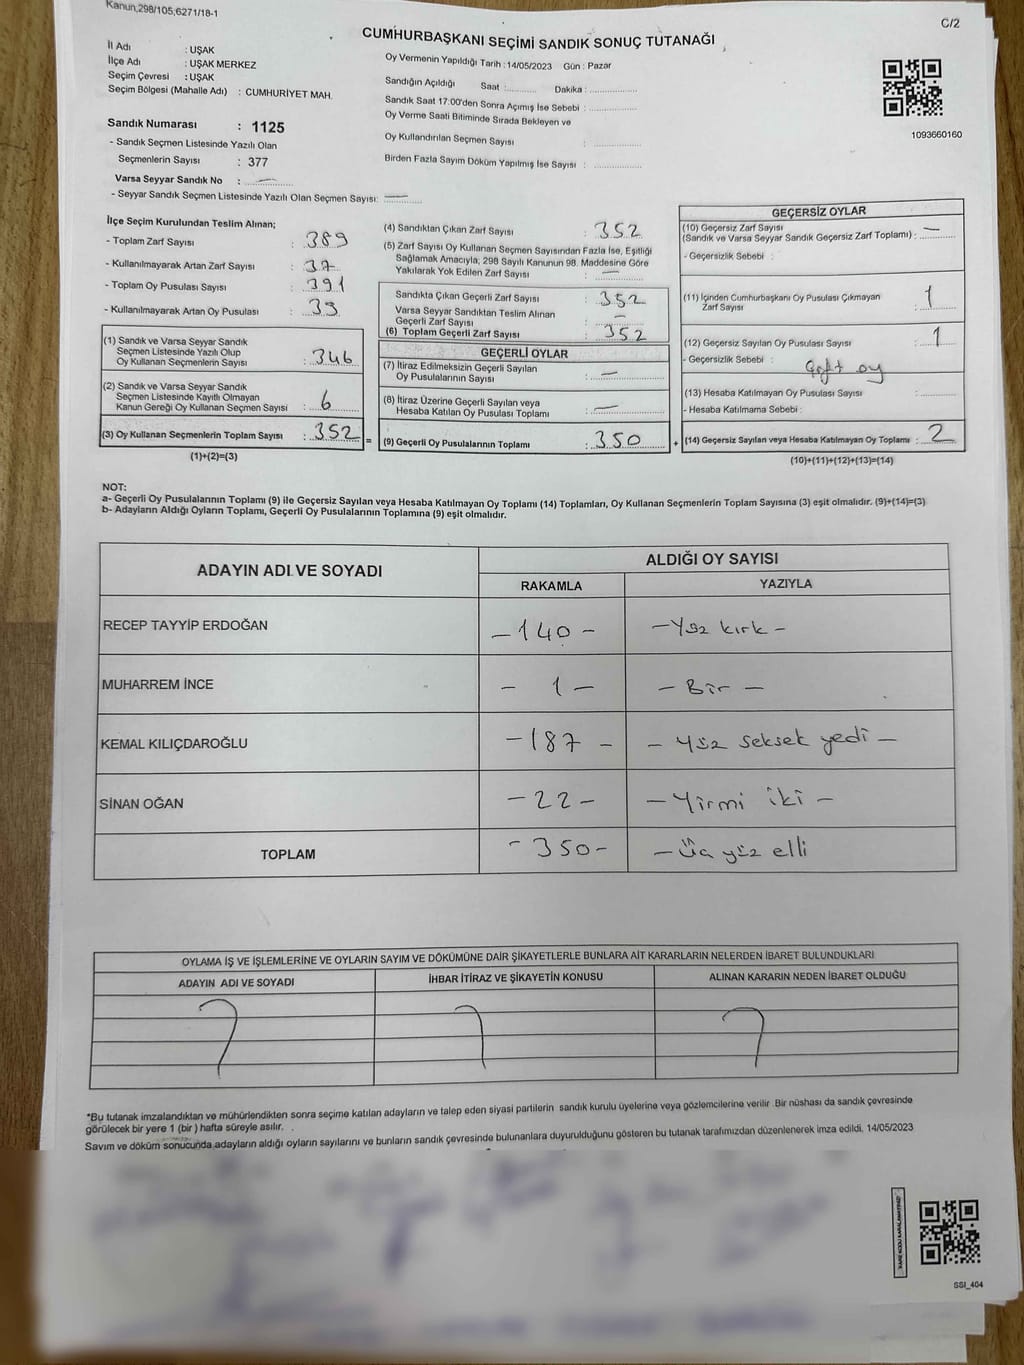 Kanun,298/105,6271/18-1
C/2
CUMHURBAŞKANI SEÇİMİ SANDIK SONUÇ TUTANAĞI
İl Adı : UŞAK
İlçe Adı : UŞAK MERKEZ
Seçim Çevresi : UŞAK
Seçim Bölgesi (Mahalle Adı) : CUMHURİYET MAH.
Sandık Numarası : 1125
- Sandık Seçmen Listesinde Yazılı Olan
Seçmenlerin Sayısı : 377
Varsa Seyyar Sandık No : —
- Seyyar Sandık Seçmen Listesinde Yazılı Olan Seçmen Sayısı: —
Oy Vermenin Yapıldığı Tarih : 14/05/2023 Gün : Pazar
Sandığın Açıldığı Saat :.......... Dakika :................
Sandık Saat 17:00'den Sonra Açımış İse Sebebi :................
Oy Verme Saati Bitiminde Sırada Bekleyen ve
Oy Kullandırılan Seçmen Sayısı :................
Birden Fazla Sayım Döküm Yapılmış İse Sayısı :................
1093660160
İlçe Seçim Kurulundan Teslim Alınan;
- Toplam Zarf Sayısı : 389
- Kullanılmayarak Artan Zarf Sayısı : 37
- Toplam Oy Pusulası Sayısı : 391
- Kullanılmayarak Artan Oy Pusulası : 39
(1) Sandık ve Varsa Seyyar Sandık
Seçmen Listesinde Yazılı Olup
Oy Kullanan Seçmenlerin Sayısı : 346
(2) Sandık ve Varsa Seyyar Sandık
Seçmen Listesinde Kayıtlı Olmayan
Kanun Gereği Oy Kullanan Seçmen Sayısı : 6
(3) Oy Kullanan Seçmenlerin Toplam Sayısı : 352 =
(1)+(2)=(3)
(4) Sandıktan Çıkan Zarf Sayısı : 352
(5) Zarf Sayısı Oy Kullanan Seçmen Sayısından Fazla İse, Eşitliği
Sağlamak Amacıyla; 298 Sayılı Kanunun 98. Maddesine Göre
Yakılarak Yok Edilen Zarf Sayısı : —
Sandıkta Çıkan Geçerli Zarf Sayısı : 352
Varsa Seyyar Sandıktan Teslim Alınan
Geçerli Zarf Sayısı : —
(6) Toplam Geçerli Zarf Sayısı : 352
GEÇERLİ OYLAR
(7) İtiraz Edilmeksizin Geçerli Sayılan
Oy Pusulalarının Sayısı : —
(8) İtiraz Üzerine Geçerli Sayılan veya
Hesaba Katılan Oy Pusulası Toplamı : —
(9) Geçerli Oy Pusulalarının Toplamı : 350 +
GEÇERSİZ OYLAR
(10) Geçersiz Zarf Sayısı —
(Sandık ve Varsa Seyyar Sandık Geçersiz Zarf Toplamı) :..........
- Geçersizlik Sebebi :
(11) İçinden Cumhurbaşkanı Oy Pusulası Çıkmayan
Zarf Sayısı : 1
(12) Geçersiz Sayılan Oy Pusulası Sayısı : 1
- Geçersizlik Sebebi : Çift oy
(13) Hesaba Katılmayan Oy Pusulası Sayısı :..........
- Hesaba Katılmama Sebebi :
(14) Geçersiz Sayılan veya Hesaba Katılmayan Oy Toplamı : 2
(10)+(11)+(12)+(13)=(14)
NOT:
a- Geçerli Oy Pusulalarının Toplamı (9) ile Geçersiz Sayılan veya Hesaba Katılmayan Oy Toplamı (14) Toplamları, Oy Kullanan Seçmenlerin Toplam Sayısına (3) eşit olmalıdır. (9)+(14)=(3)
b- Adayların Aldığı Oyların Toplamı, Geçerli Oy Pusulalarının Toplamına (9) eşit olmalıdır.
ADAYIN ADI VE SOYADI
ALDIĞI OY SAYISI
RAKAMLA YAZIYLA
RECEP TAYYİP ERDOĞAN - 140 - - Yüz kırk -
MUHARREM İNCE - 1 - - Bir -
KEMAL KILIÇDAROĞLU - 187 - - Yüz seksek yedi -
SİNAN OĞAN - 22 - - Yirmi iki -
TOPLAM - 350 - - Üç yüz elli
OYLAMA İŞ VE İŞLEMLERİNE VE OYLARIN SAYIM VE DÖKÜMÜNE DAİR ŞİKAYETLERLE BUNLARA AİT KARARLARIN NELERDEN İBARET BULUNDUKLARI
ADAYIN ADI VE SOYADI İHBAR İTİRAZ VE ŞİKAYETİN KONUSU ALINAN KARARIN NEDEN İBARET OLDUĞU
*Bu tutanak imzalandıktan ve mühürlendikten sonra seçime katılan adayların ve talep eden siyasi partilerin sandık kurulu üyelerine veya gözlemcilerine verilir. Bir nüshası da sandık çevresinde
görülecek bir yere 1 (bir) hafta süreyle asılır.
Sayım ve döküm sonucunda adayların aldığı oyların sayılarını ve bunların sandık çevresinde bulunanlara duyurulduğunu gösteren bu tutanak tarafımızdan düzenlenerek imza edildi. 14/05/2023
SSI_404